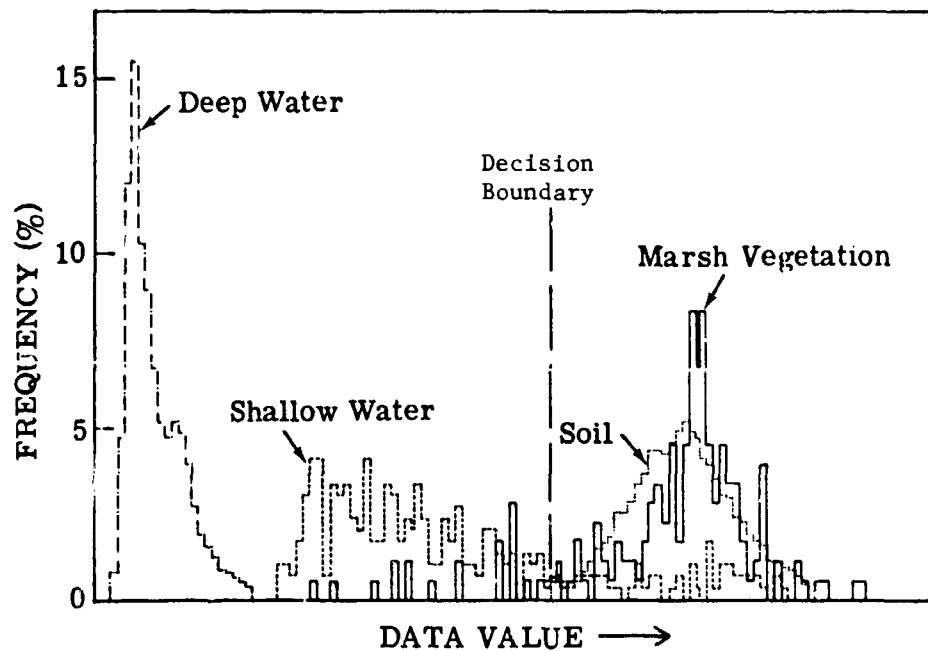 15
Deep Water
Decision
Boundary
FREQUENCY (%)
10
Marsh Vegetation
Shallow Water
5
Soil
0
DATA VALUE →